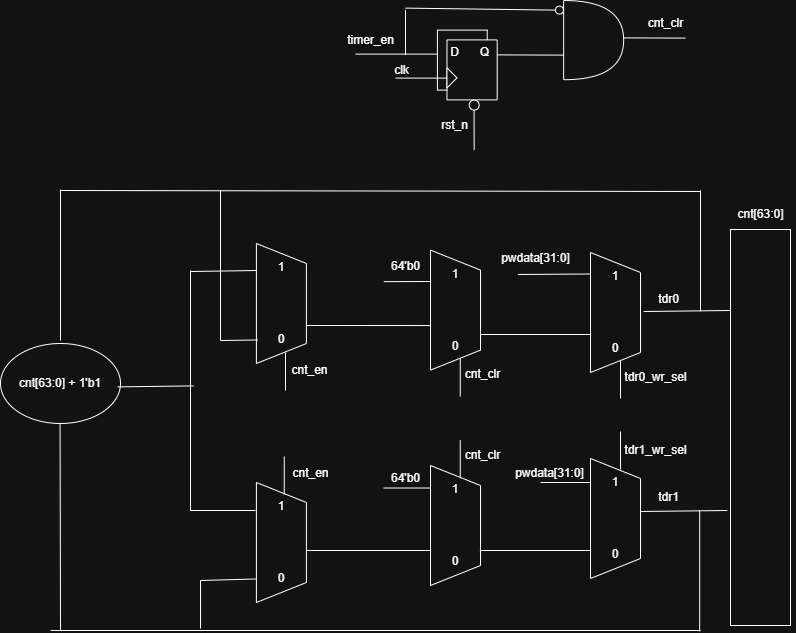 cnt_clr
timer_en
D
Q
clk
rst_n
cnt[63:0]
pwdata[31:0]
64'b0
1
1
1
tdr0
0
0
0
cnt_en
cnt_clr
tdr0_wr_sel
cnt[63:0] + 1'b1
tdr1_wr_sel
cnt_clr
cnt_en
pwdata[31:0]
64'b0
1
1
1
tdr1
0
0
0